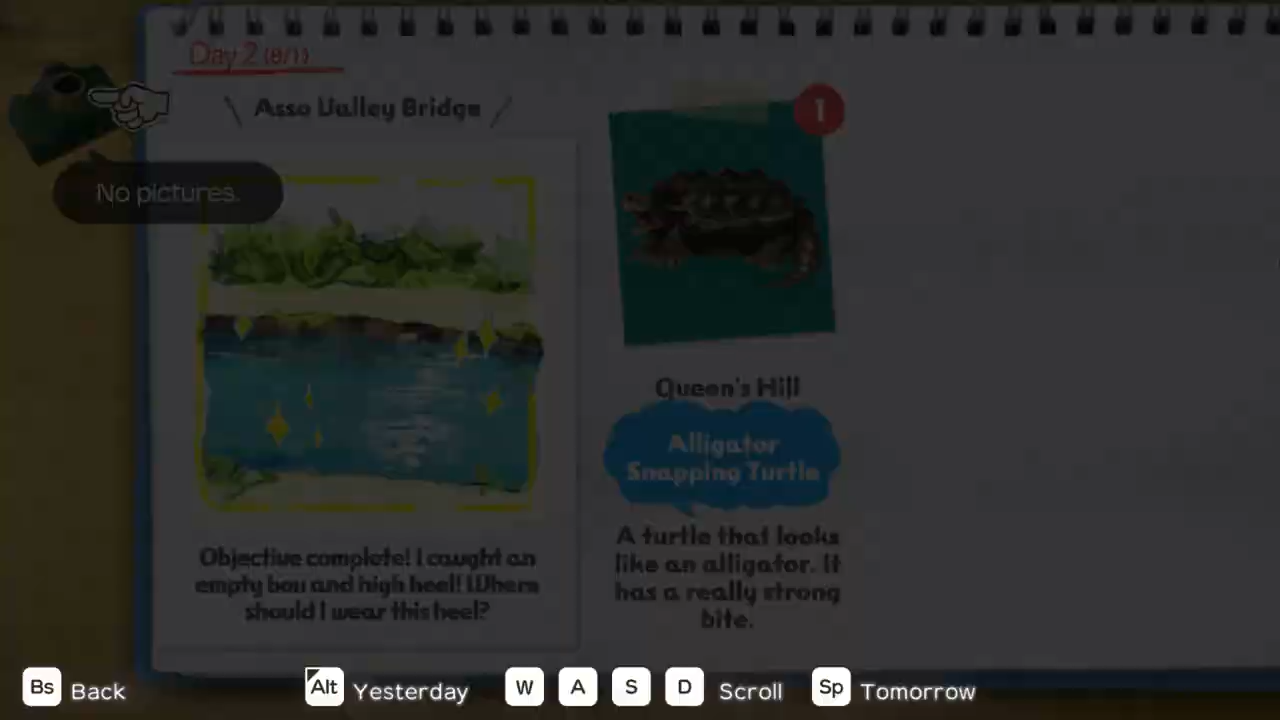 Day 2 (8/1)
Asso Valley Bridge
1
No pictures.
Queen's Hill
Alligator
Snapping Turtle
Objective complete! I caught an
empty box and high heel! Where
should I wear this heel?
A turtle that looks
like an alligator. It
has a really strong
bite.
Bs Back Alt Yesterday W A S D Scroll Sp Tomorrow